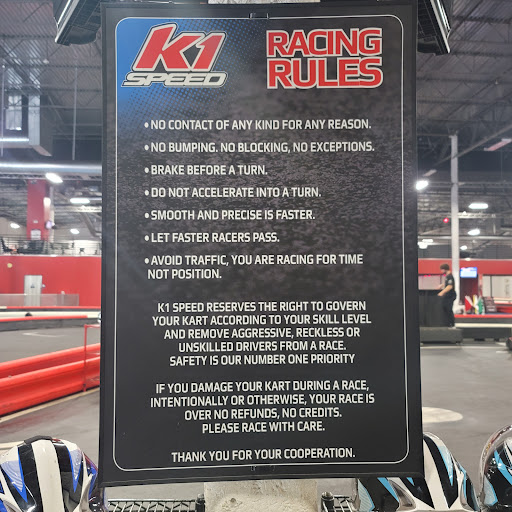 K1
SPEED
RACING
RULES
• NO CONTACT OF ANY KIND FOR ANY REASON.
• NO BUMPING. NO BLOCKING, NO EXCEPTIONS.
• BRAKE BEFORE A TURN.
• DO NOT ACCELERATE INTO A TURN.
• SMOOTH AND PRECISE IS FASTER.
• LET FASTER RACERS PASS.
• AVOID TRAFFIC, YOU ARE RACING FOR TIME
NOT POSITION.
K1 SPEED RESERVES THE RIGHT TO GOVERN
YOUR KART ACCORDING TO YOUR SKILL LEVEL
AND REMOVE AGGRESSIVE, RECKLESS OR
UNSKILLED DRIVERS FROM A RACE.
SAFETY IS OUR NUMBER ONE PRIORITY
IF YOU DAMAGE YOUR KART DURING A RACE,
INTENTIONALLY OR OTHERWISE, YOUR RACE IS
OVER NO REFUNDS, NO CREDITS.
PLEASE RACE WITH CARE.
THANK YOU FOR YOUR COOPERATION.